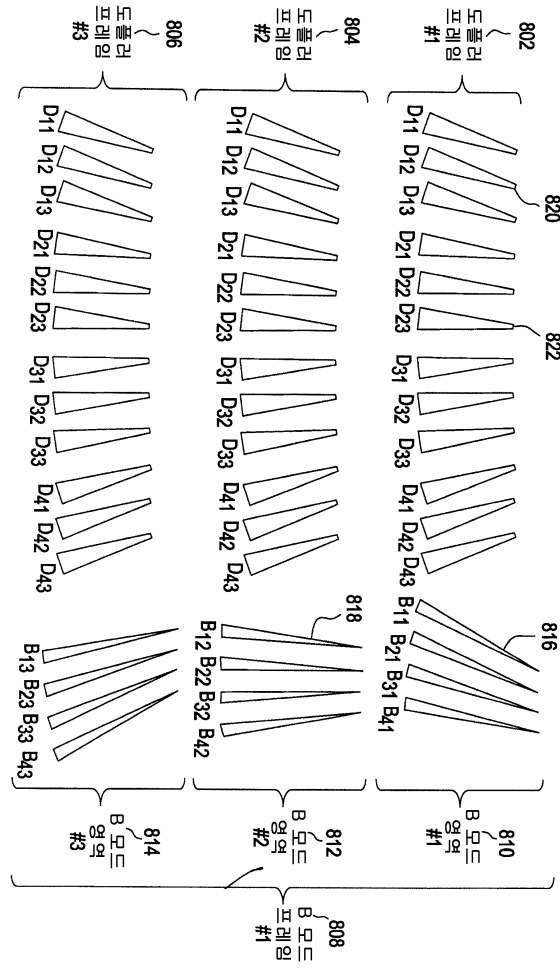 802
도플러
프레임
#1
D11
D12
D13
D21
D22
D23
D31
D32
D33
D41
D42
D43
B11
B21
B31
B41
820
822
816
810
B 모드
영역
#1
804
도플러
프레임
#2
D11
D12
D13
D21
D22
D23
D31
D32
D33
D41
D42
D43
B12
B22
B32
B42
818
812
B 모드
영역
#2
806
도플러
프레임
#3
D11
D12
D13
D21
D22
D23
D31
D32
D33
D41
D42
D43
B13
B23
B33
B43
814
B 모드
영역
#3
808
B 모드
프레임
#1